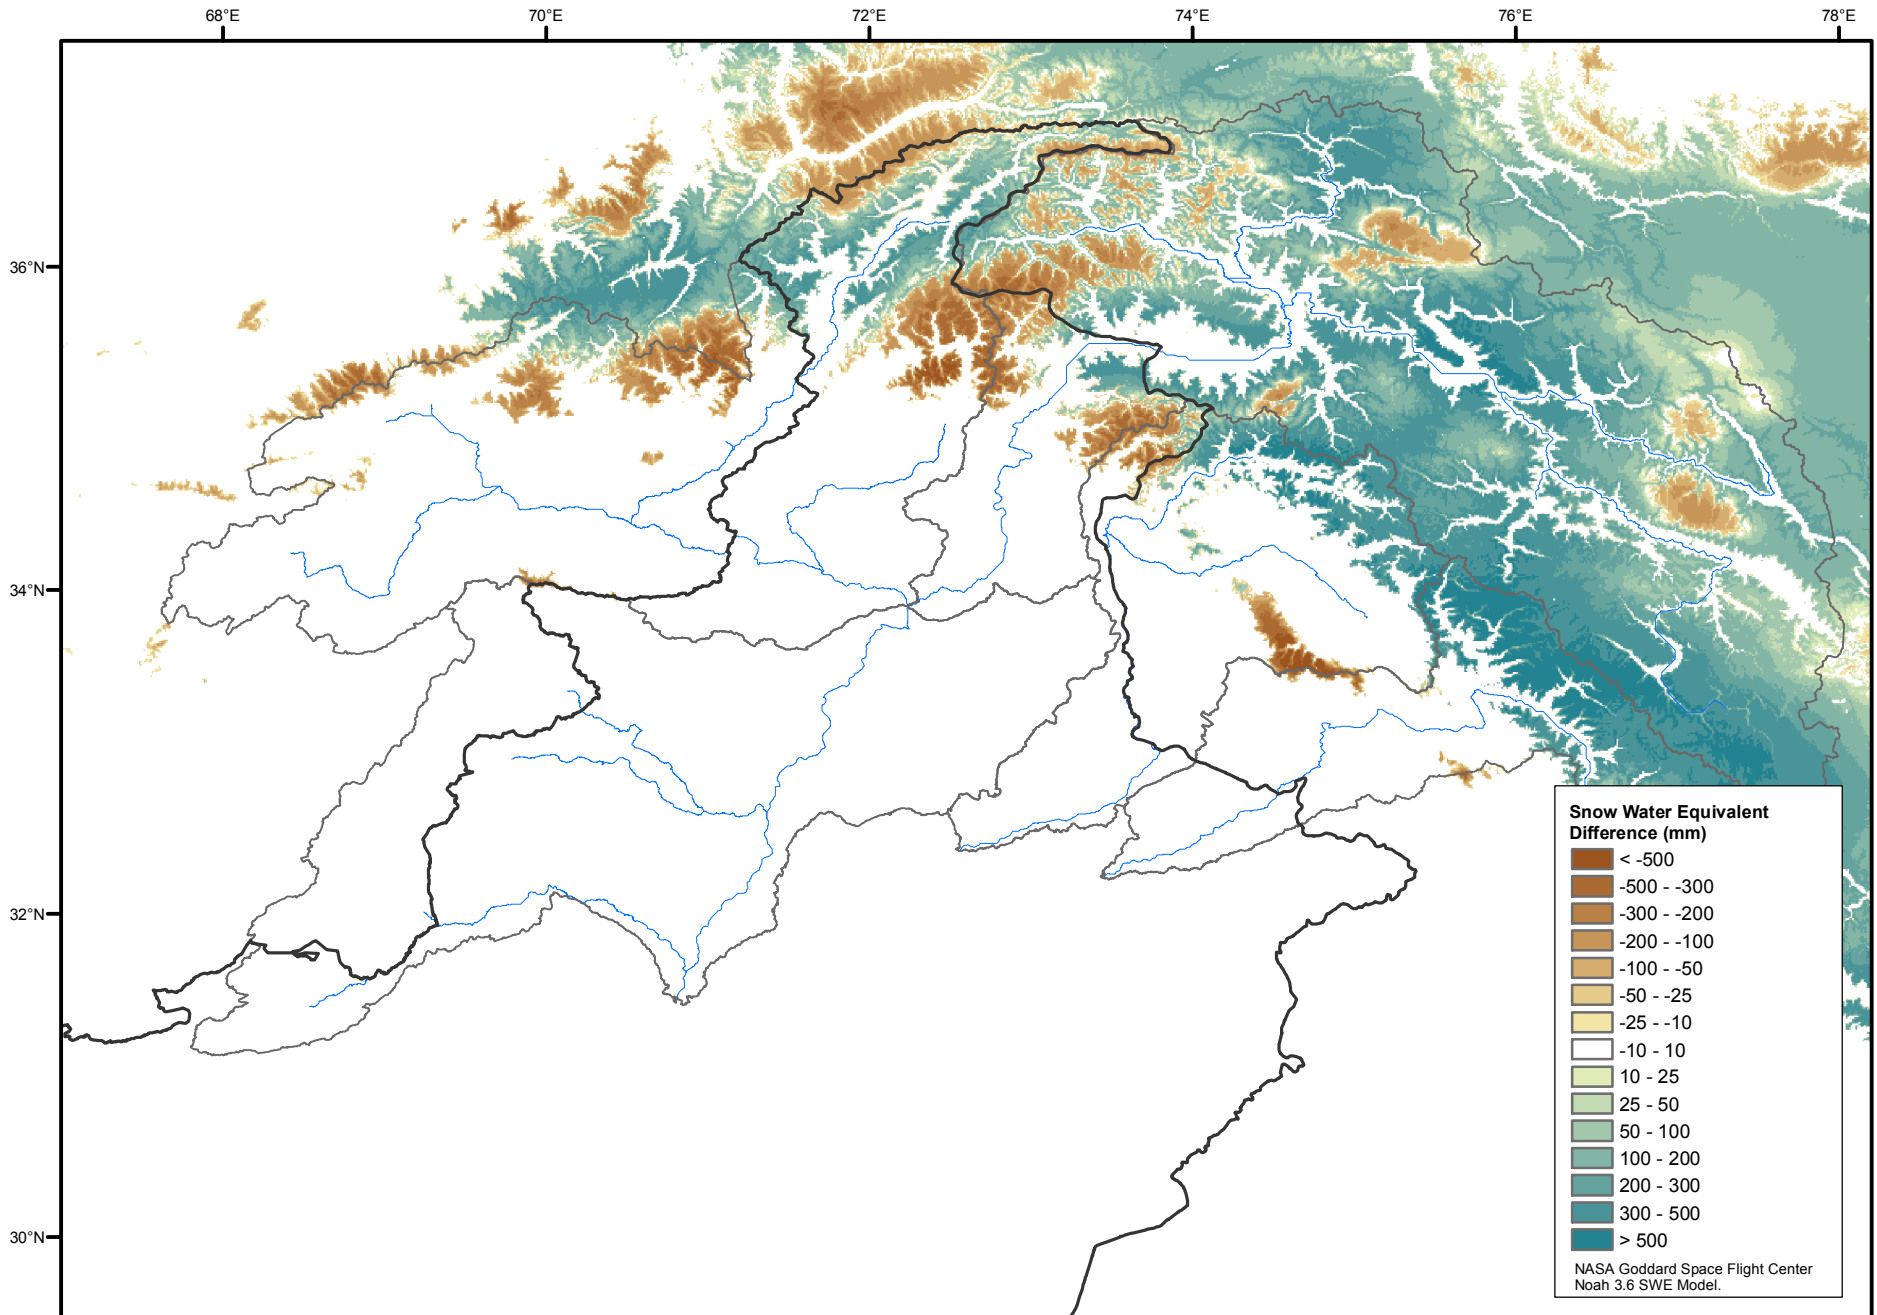 68°E 70°E 72°E 74°E 76°E 78°E
36°N
34°N
32°N
30°N
Snow Water Equivalent
Difference (mm)
< -500
-500 - -300
-300 - -200
-200 - -100
-100 - -50
-50 - -25
-25 - -10
-10 - 10
10 - 25
25 - 50
50 - 100
100 - 200
200 - 300
300 - 500
> 500
NASA Goddard Space Flight Center
Noah 3.6 SWE Model.